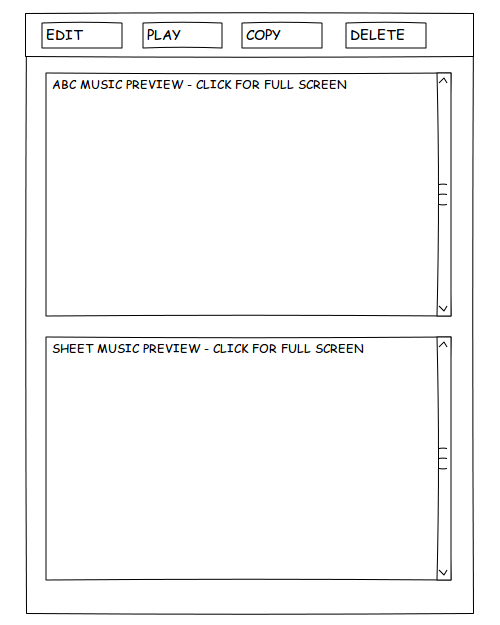 EDIT PLAY COPY DELETE
ABC MUSIC PREVIEW - CLICK FOR FULL SCREEN
SHEET MUSIC PREVIEW - CLICK FOR FULL SCREEN